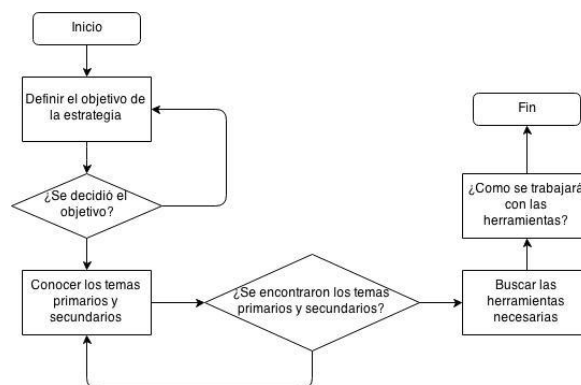 Inicio
Definir el objetivo de
la estrategia
¿Se decidió el
objetivo?
Conocer los temas
primarios y
secundarios
¿Se encontraron los temas
primarios y secundarios?
Buscar las
herramientas
necesarias
¿Como se trabajará
con las
herramientas?
Fin